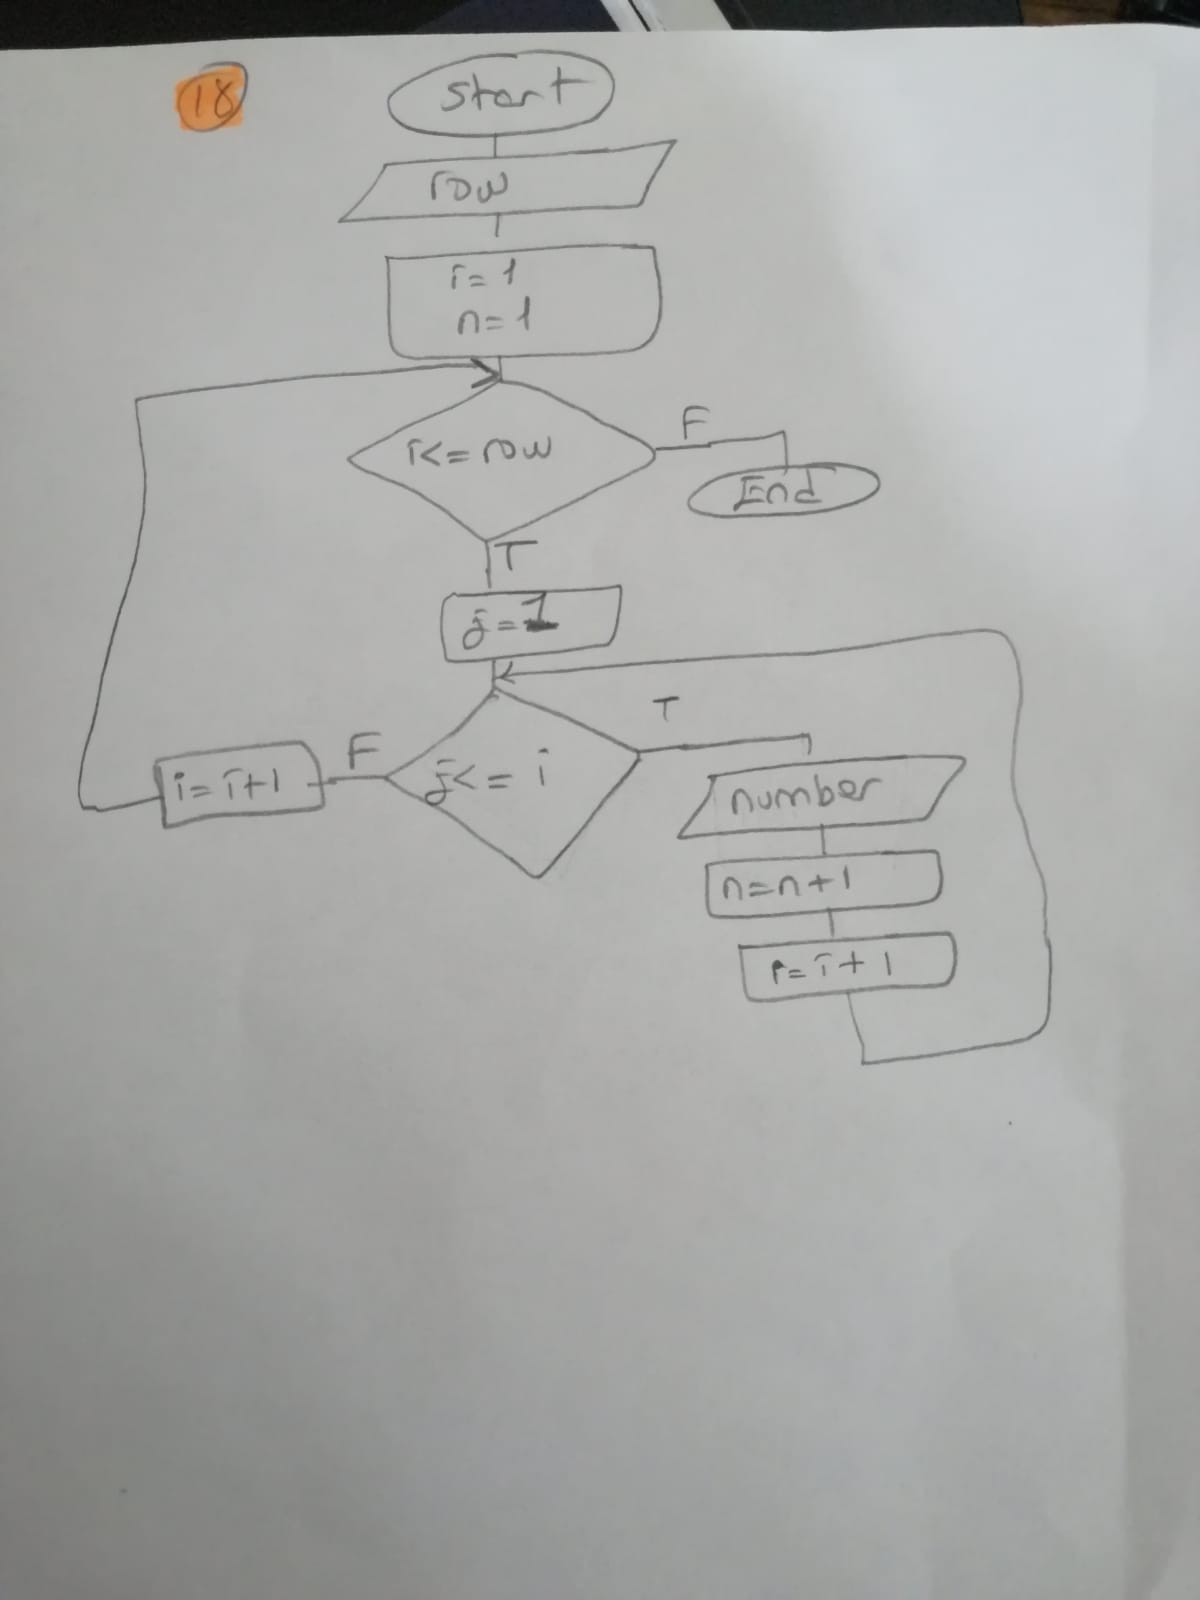 18
Start
row
i=1
n=1
i<=row
F
End
T
j=1
T
F
j<= i
i=i+1
number
n=n+1
i=i+1